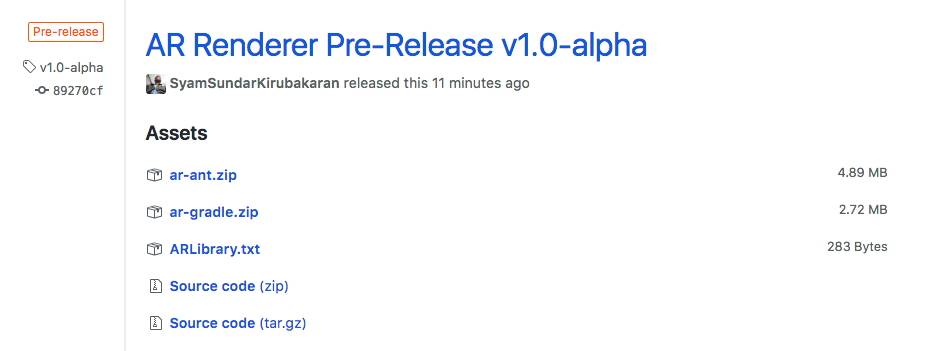 Pre-release
v1.0-alpha
89270cf
AR Renderer Pre-Release v1.0-alpha
SyamSundarKirubakaran released this 11 minutes ago
Assets
ar-ant.zip 4.89 MB
ar-gradle.zip 2.72 MB
ARLibrary.txt 283 Bytes
Source code (zip)
Source code (tar.gz)